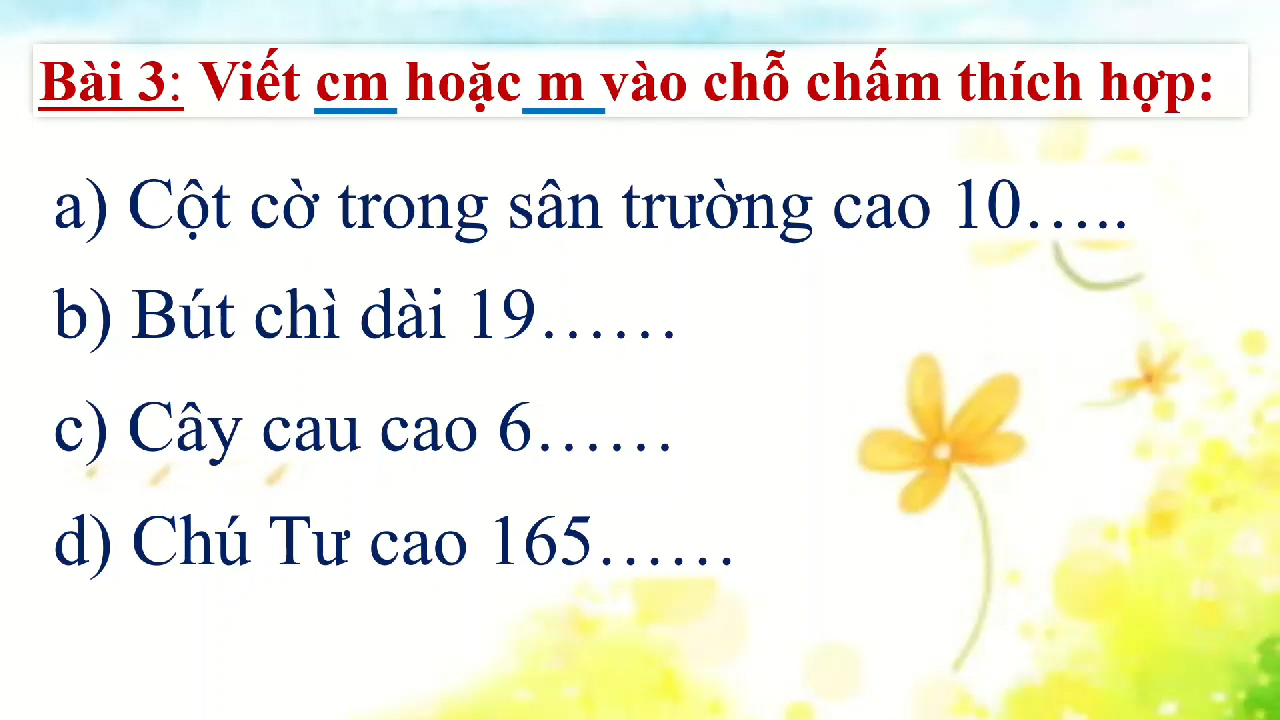 Bài 3: Viết cm hoặc m vào chỗ chấm thích hợp:
a) Cột cờ trong sân trường cao 10…..
b) Bút chì dài 19……
c) Cây cau cao 6……
d) Chú Tư cao 165……